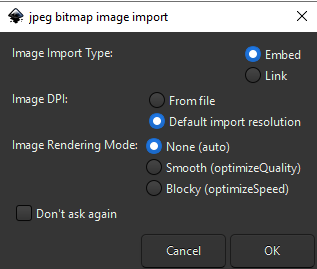 jpeg bitmap image import
Image Import Type:
Embed
Link
Image DPI:
From file
Default import resolution
Image Rendering Mode:
None (auto)
Smooth (optimizeQuality)
Blocky (optimizeSpeed)
Don't ask again
Cancel
OK